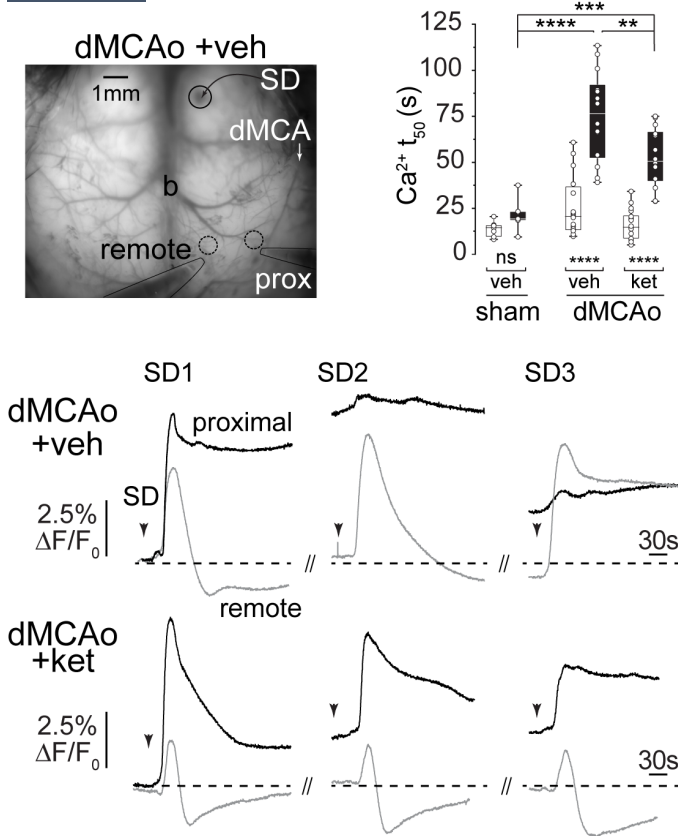 dMCAo +veh
1mm
SD
dMCA
b
remote
prox
Ca²⁺ t₅₀ (s)
125
100
75
50
25
0
***
**** **
ns **** ****
veh veh ket
sham dMCAo
SD1 SD2 SD3
dMCAo
+veh
proximal
SD
2.5%
ΔF/F₀
//
//
30s
remote
dMCAo
+ket
2.5%
ΔF/F₀
//
//
30s